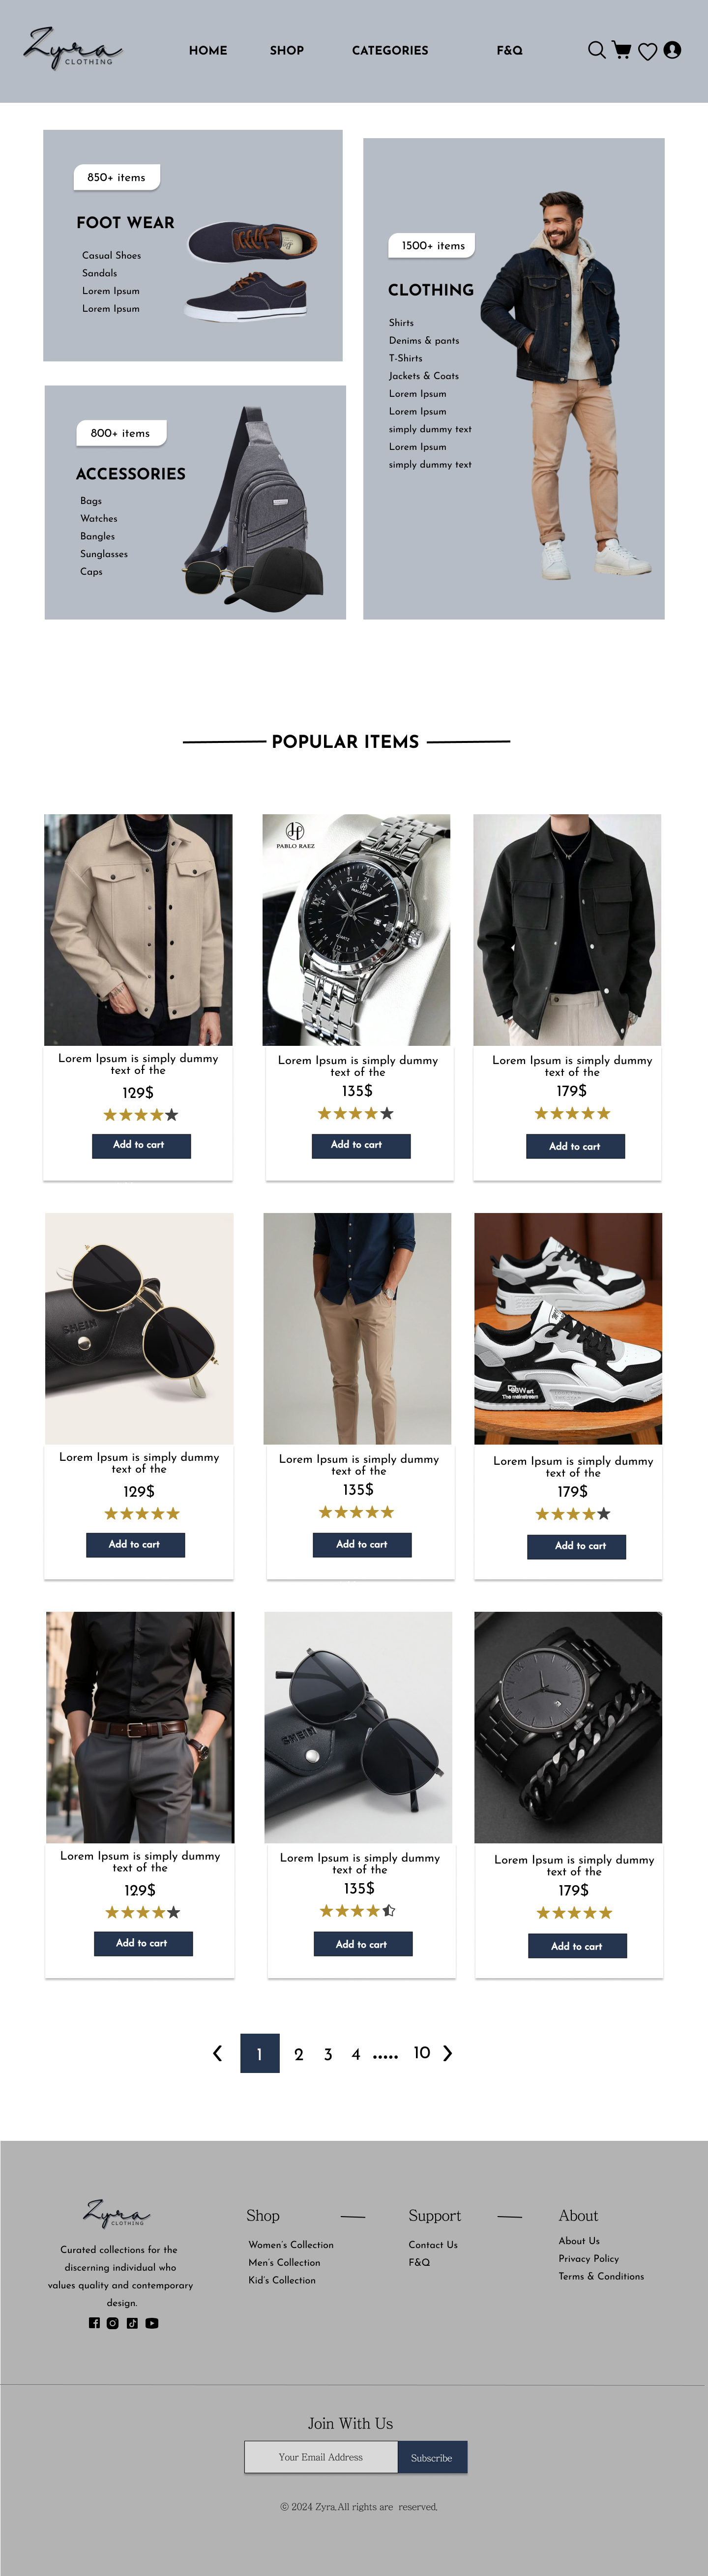 Zyra
CLOTHING
HOME SHOP CATEGORIES F&Q
850+ items
FOOT WEAR
Casual Shoes
Sandals
Lorem Ipsum
Lorem Ipsum
1500+ items
CLOTHING
Shirts
Denims & pants
T-Shirts
Jackets & Coats
Lorem Ipsum
Lorem Ipsum
simply dummy text
Lorem Ipsum
simply dummy text
800+ items
ACCESSORIES
Bags
Watches
Bangles
Sunglasses
Caps
POPULAR ITEMS
PABLO RAEZ
PABLO RAEZ
QUARTZ
Lorem Ipsum is simply dummy
text of the
129$
Add to cart
Lorem Ipsum is simply dummy
text of the
135$
Add to cart
Lorem Ipsum is simply dummy
text of the
179$
Add to cart
SHEIN
The mainstream
Lorem Ipsum is simply dummy
text of the
129$
Add to cart
Lorem Ipsum is simply dummy
text of the
135$
Add to cart
Lorem Ipsum is simply dummy
text of the
179$
Add to cart
SHEIN
Lorem Ipsum is simply dummy
text of the
129$
Add to cart
Lorem Ipsum is simply dummy
text of the
135$
Add to cart
Lorem Ipsum is simply dummy
text of the
179$
Add to cart
1 2 3 4 ..... 10
Zyra
CLOTHING
Curated collections for the
discerning individual who
values quality and contemporary
design.
Shop
Women's Collection
Men's Collection
Kid's Collection
Support
Contact Us
F&Q
About
About Us
Privacy Policy
Terms & Conditions
Join With Us
Your Email Address
Subscribe
© 2024 Zyra.All rights are reserved.